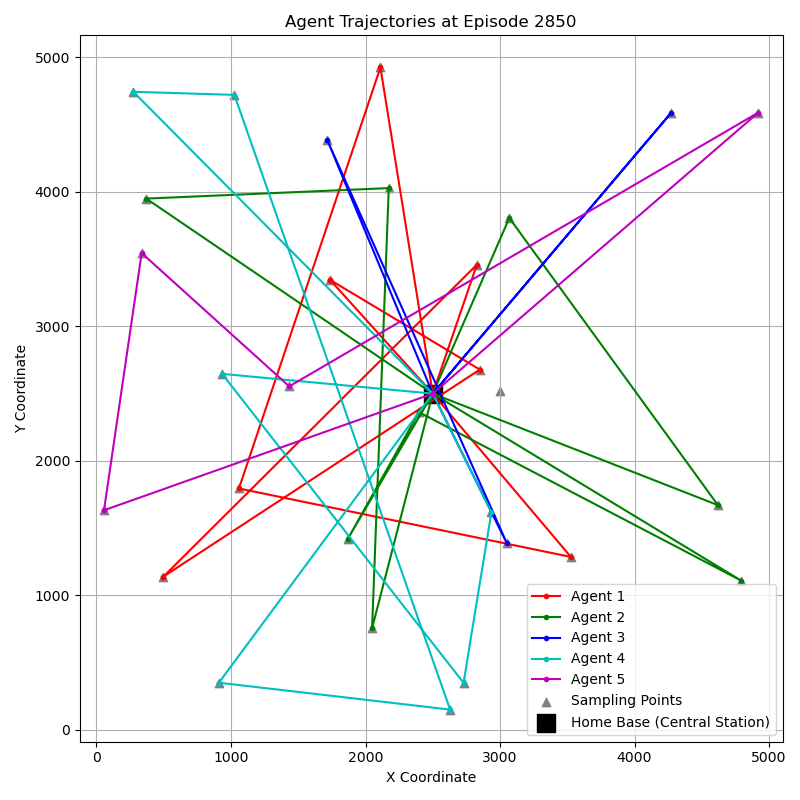 Agent Trajectories at Episode 2850
Y Coordinate
5000
4000
3000
2000
1000
0
0 1000 2000 3000 4000 5000
X Coordinate
Agent 1
Agent 2
Agent 3
Agent 4
Agent 5
Sampling Points
Home Base (Central Station)